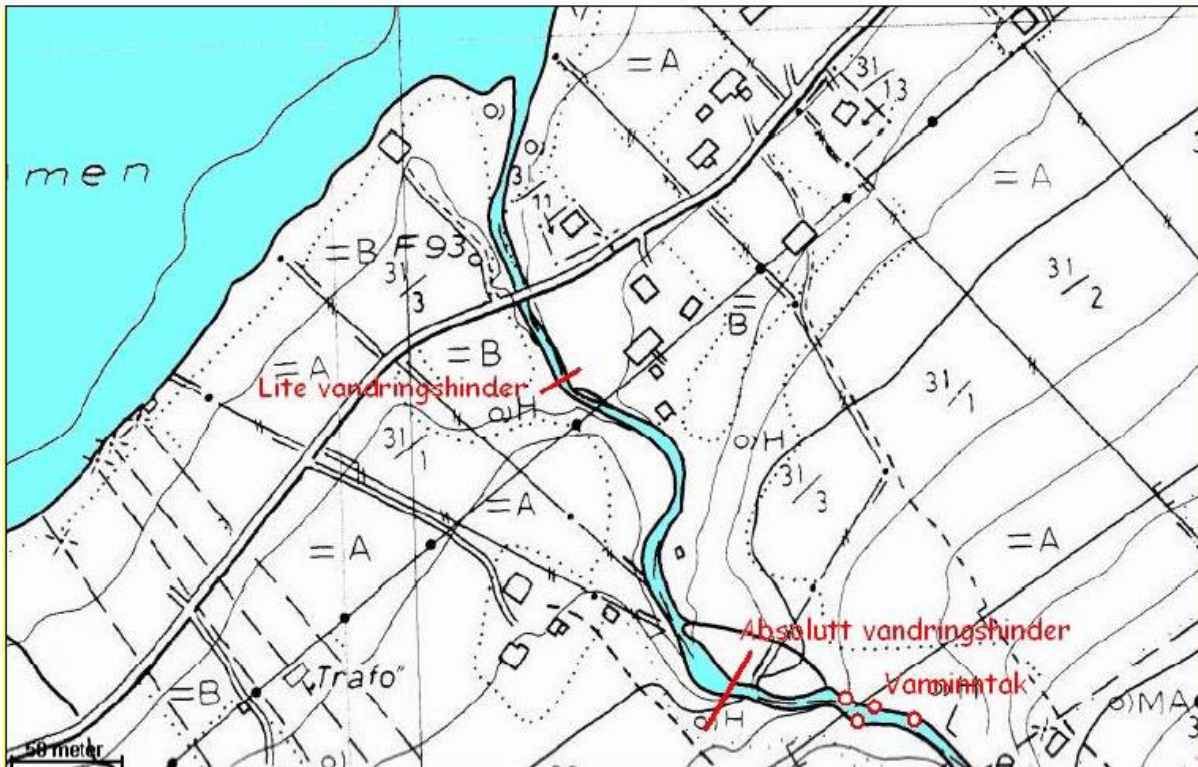 =A
31/13
men
=A
31/11
=B F93
31/3
31/2
=B
=A
=B
Lite vandringshinder
31/1
o)H
31/1
o)H
31/3
=A
=A
=A
Absolutt vandringshinder
Vanninntak
"Trafo"
=B
o)H
o)MA
50 meter